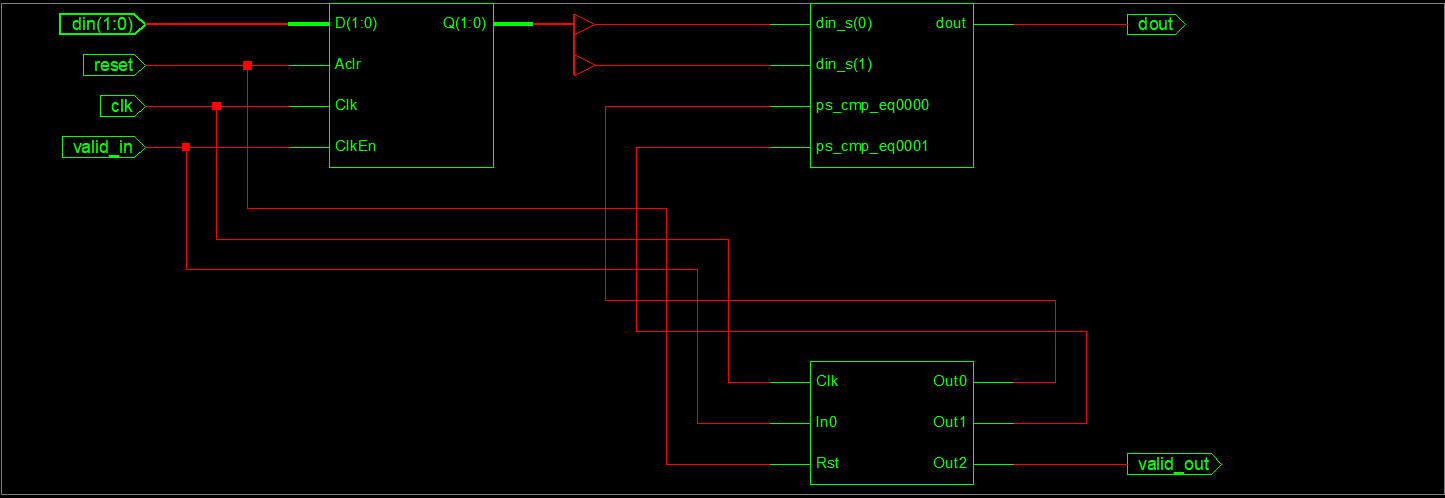 din(1:0) D(1:0) Q(1:0) din_s(0) dout dout
reset Aclr din_s(1)
clk Clk ps_cmp_eq0000
valid_in ClkEn ps_cmp_eq0001
Clk Out0
In0 Out1
Rst Out2 valid_out